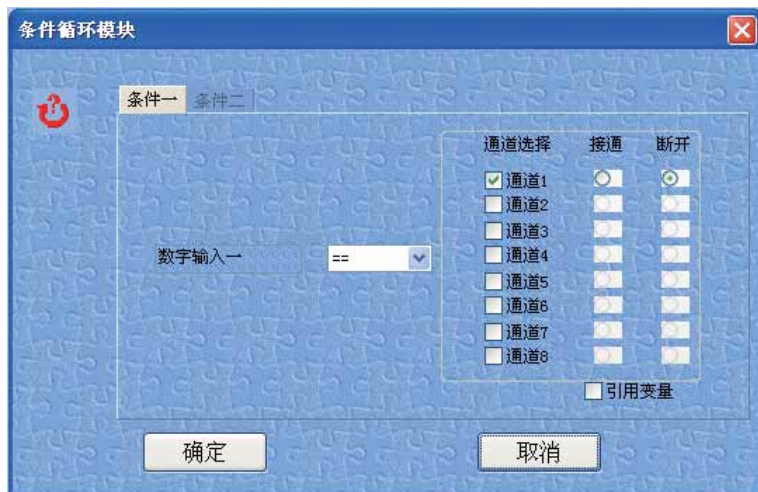 条件循环模块
条件一 条件二
通道选择 接通 断开
通道1
通道2
通道3
数字输入一 ==
通道4
通道5
通道6
通道7
通道8
引用变量
确定 取消